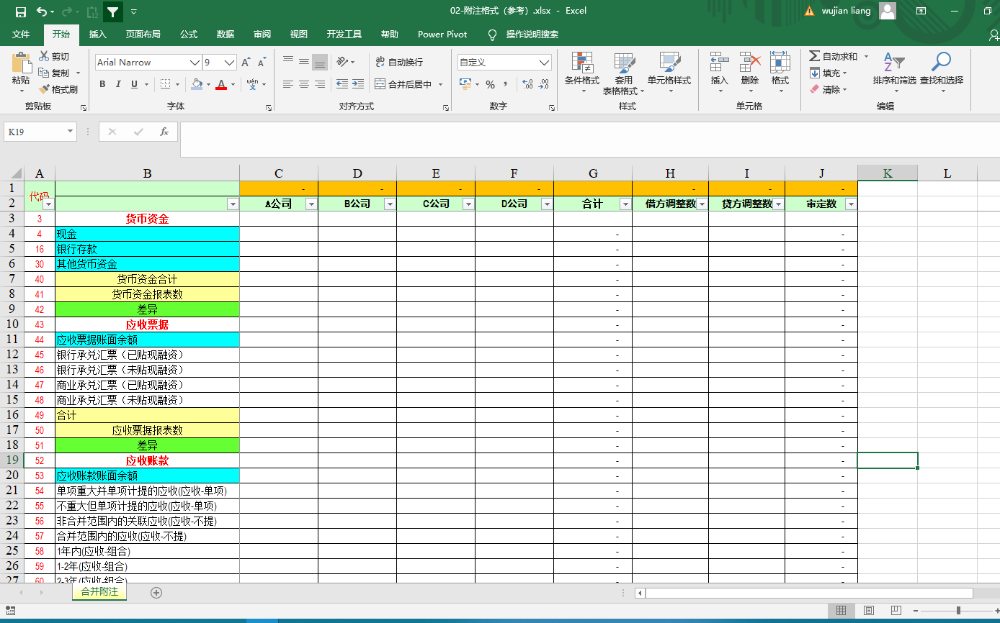 02-附注格式（参考）.xlsx - Excel
wujian liang
文件 开始 插入 页面布局 公式 数据 审阅 视图 开发工具 帮助 Power Pivot 操作说明搜索
粘贴 剪切 复制 格式刷
剪贴板
Arial Narrow 9 A A
B I U A wén 文
字体
ab 自动换行
合并后居中
对齐方式
自定义
% , .00 .00
数字
条件格式 套用 表格格式 单元格样式
样式
插入 删除 格式
单元格
自动求和
填充
清除
排序和筛选 查找和选择
编辑
K19 fx
A B C D E F G H I J K L
1 代码 - - - - - - -
2 A公司 B公司 C公司 D公司 合计 借方调整数 贷方调整数 审定数
3 3 货币资金
4 4 现金 - -
5 16 银行存款 - -
6 30 其他货币资金 - -
7 40 货币资金合计 - -
8 41 货币资金报表数 - -
9 42 差异 - -
10 43 应收票据 - -
11 44 应收票据账面余额 - -
12 45 银行承兑汇票（已贴现融资） - -
13 46 银行承兑汇票（未贴现融资） - -
14 47 商业承兑汇票（已贴现融资） - -
15 48 商业承兑汇票（未贴现融资） - -
16 49 合计 - -
17 50 应收票据报表数 - -
18 51 差异 - -
19 52 应收账款 - -
20 53 应收账款账面余额 - -
21 54 单项重大并单项计提的应收(应收-单项) - -
22 55 不重大但单项计提的应收(应收-单项) - -
23 56 非合并范围内的关联应收(应收-不提) - -
24 57 合并范围内的应收(应收-不提) - -
25 58 1年内(应收-组合) - -
26 59 1-2年(应收-组合) - -
27 60 2-3年(应收-组合) - -
合并附注